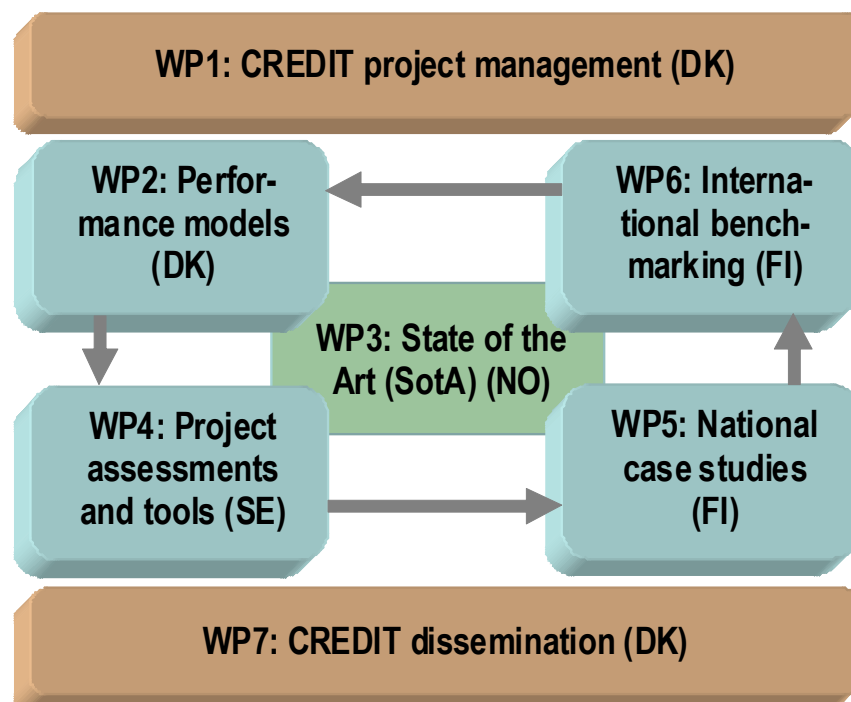 WP1: CREDIT project management (DK)
WP2: Perfor-
mance models
(DK)
WP6: Interna-
tional bench-
marking (FI)
WP3: State of the
Art (SotA) (NO)
WP4: Project
assessments
and tools (SE)
WP5: National
case studies
(FI)
WP7: CREDIT dissemination (DK)